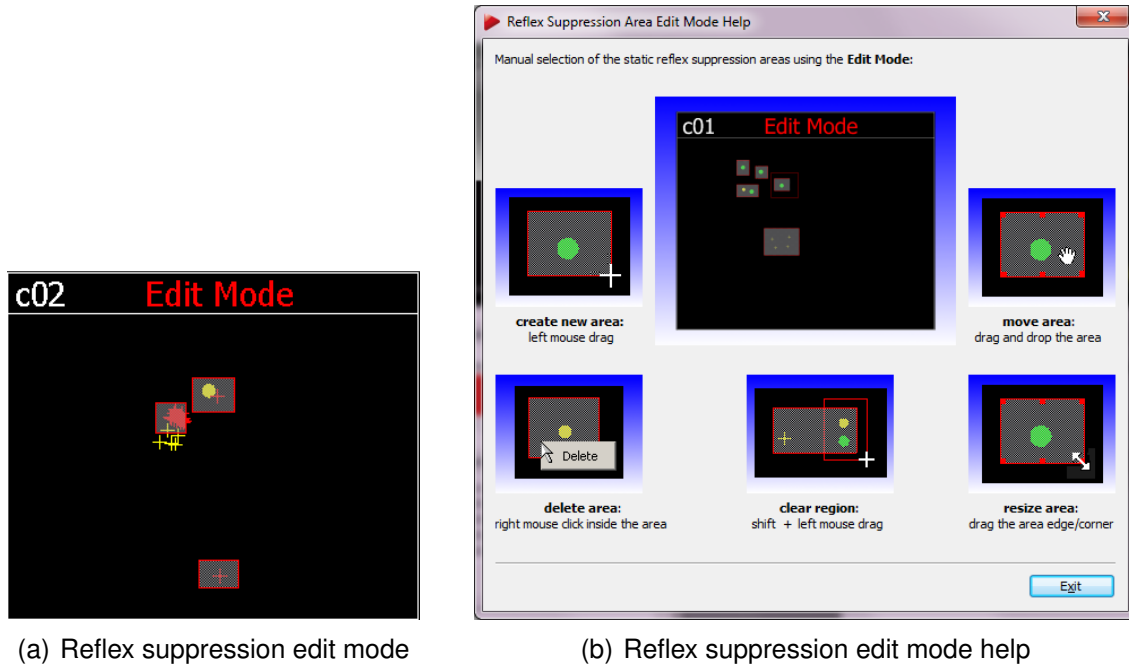 Reflex Suppression Area Edit Mode Help
x
Manual selection of the static reflex suppression areas using the Edit Mode:
c01 Edit Mode
create new area:
left mouse drag
move area:
drag and drop the area
Delete
delete area:
right mouse click inside the area
clear region:
shift + left mouse drag
resize area:
drag the area edge/corner
Exit
c02 Edit Mode
(a) Reflex suppression edit mode
(b) Reflex suppression edit mode help